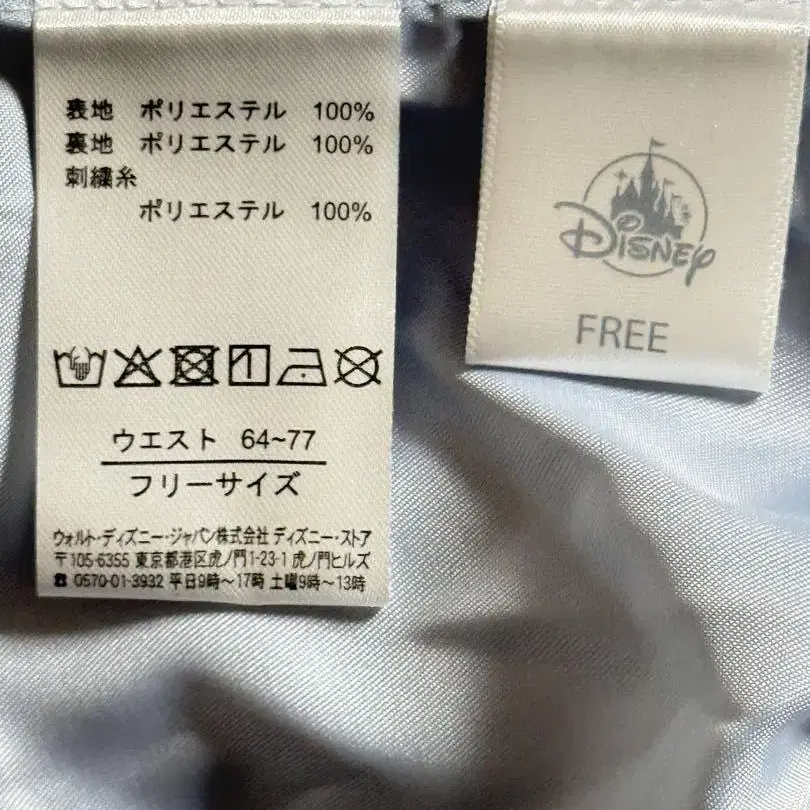 表地 ポリエステル 100%
裏地 ポリエステル 100%
刺繍糸
ポリエステル 100%
ウエスト 64~77
フリーサイズ
ウォルト・ディズニー・ジャパン株式会社 ディズニー・ストア
〒105-6355 東京都港区虎ノ門1-23-1 虎ノ門ヒルズ
☎ 0570-01-3932 平日9時〜17時 土曜9時〜13時
Disney
FREE